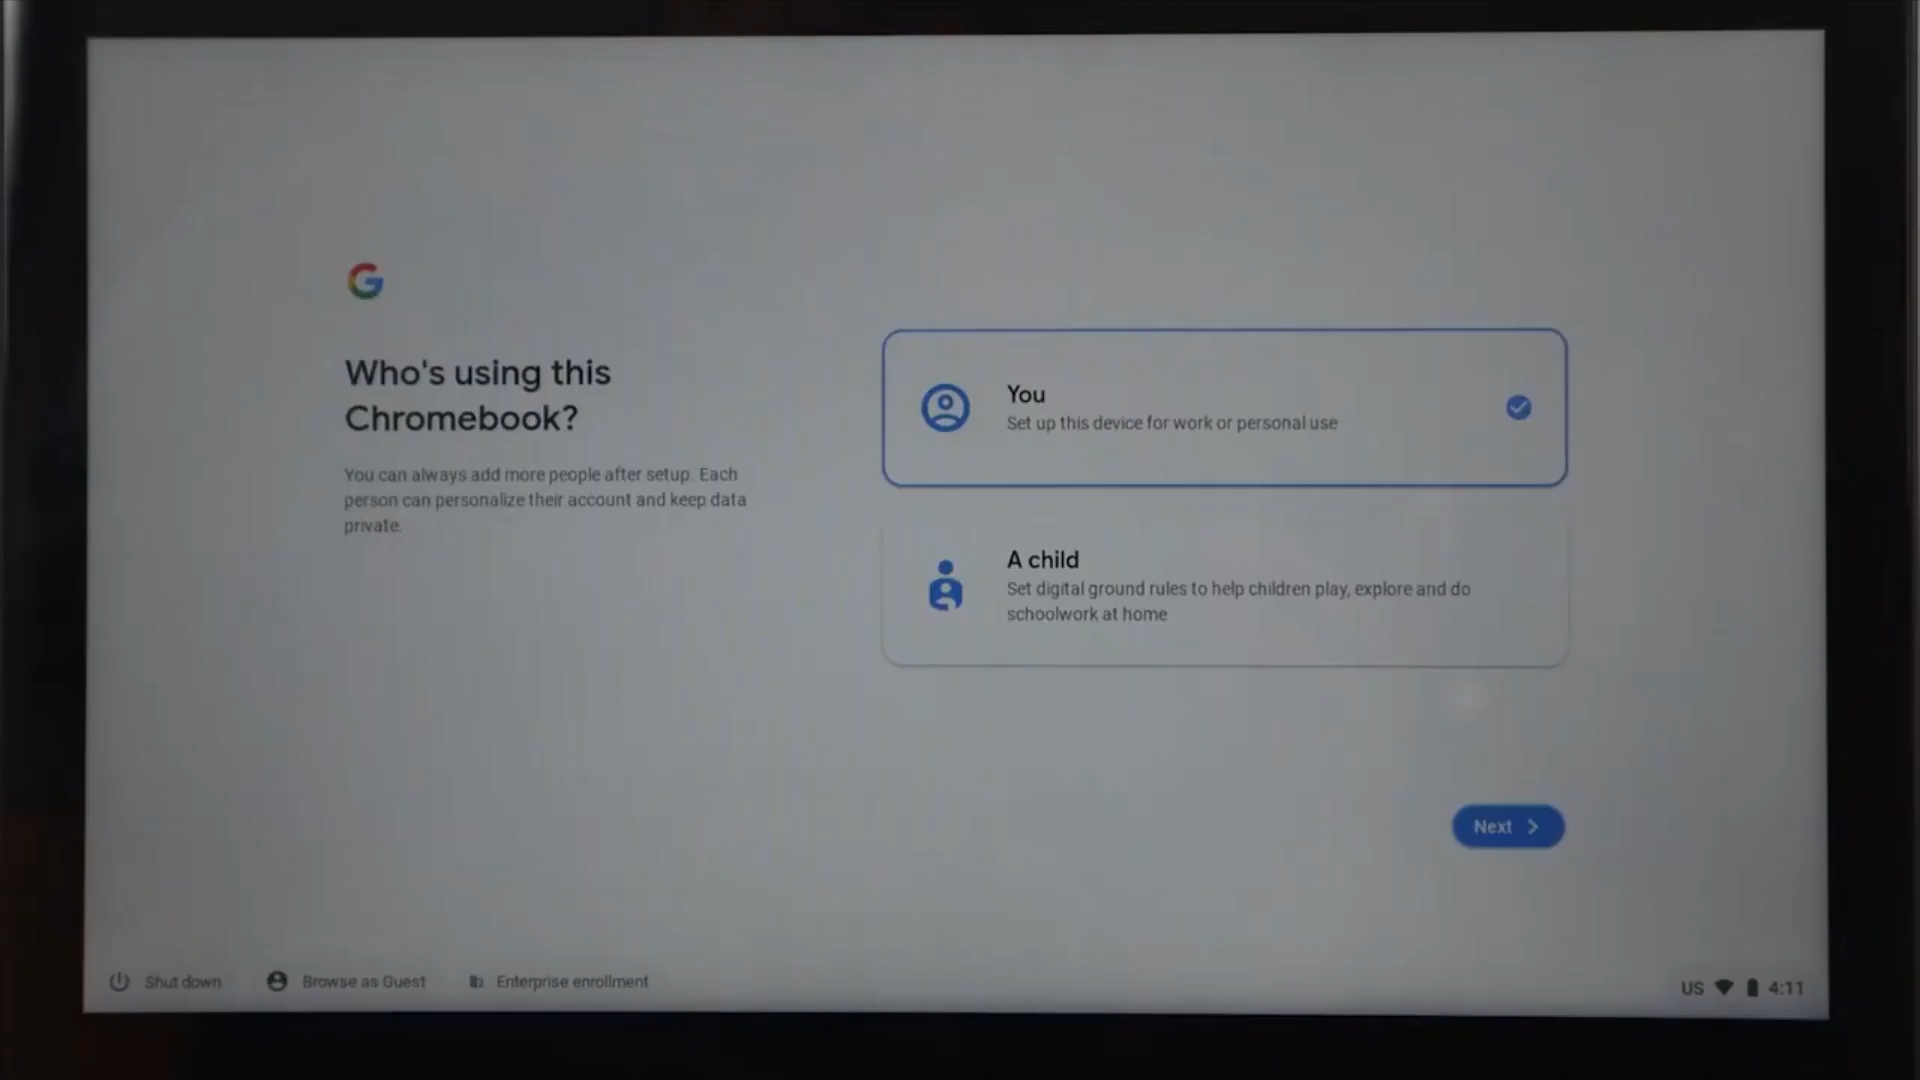 Who's using this
Chromebook?
You can always add more people after setup. Each
person can personalize their account and keep data
private.
You
Set up this device for work or personal use
A child
Set digital ground rules to help children play, explore and do
schoolwork at home
Next
Shut down
Browse as Guest
Enterprise enrollment
US
4:11